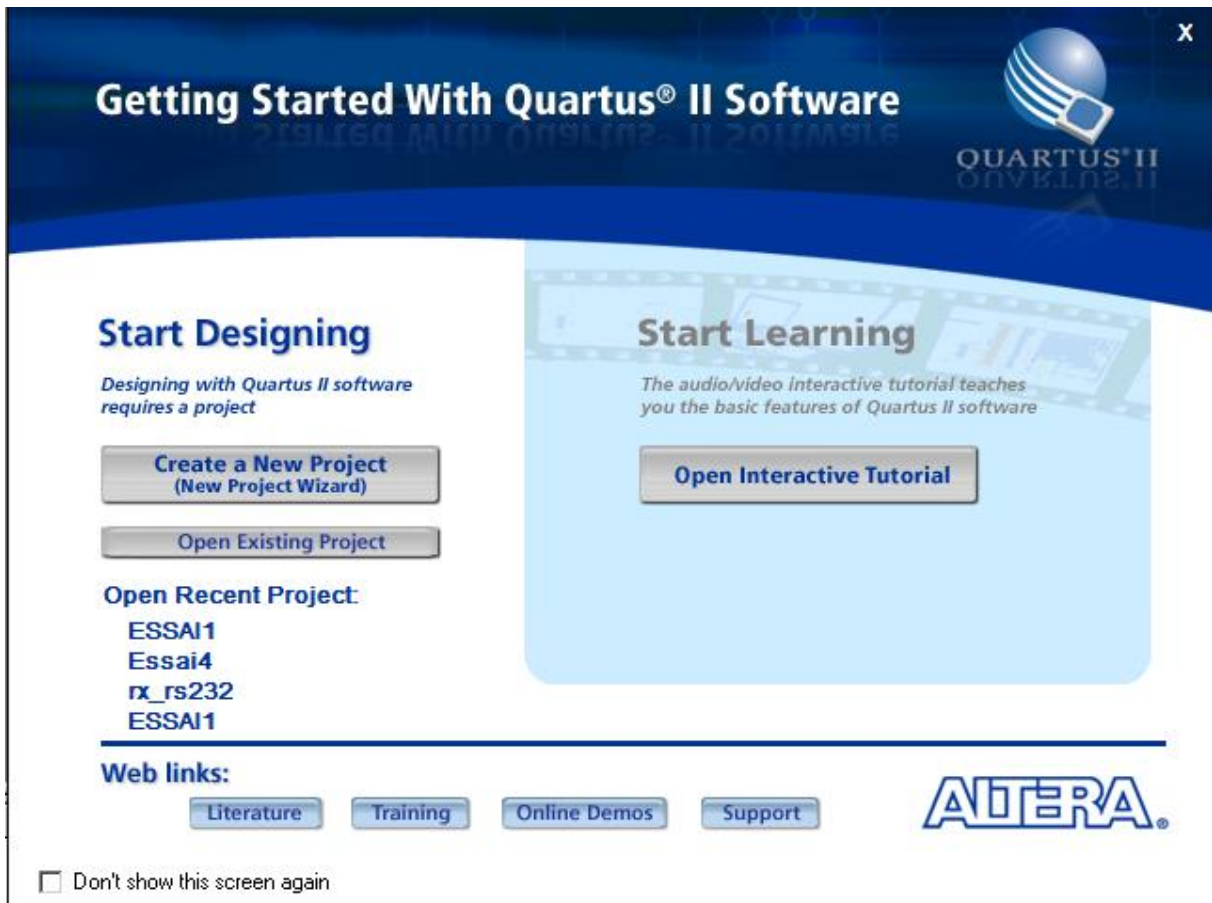 X
Getting Started With Quartus® II Software
QUARTUS® II
Start Designing
Designing with Quartus II software
requires a project
Create a New Project
(New Project Wizard)
Open Existing Project
Open Recent Project:
ESSAI1
Essai4
rx_rs232
ESSAI1
Start Learning
The audio/video interactive tutorial teaches
you the basic features of Quartus II software
Open Interactive Tutorial
Web links:
Literature
Training
Online Demos
Support
ALTERA®
Don't show this screen again